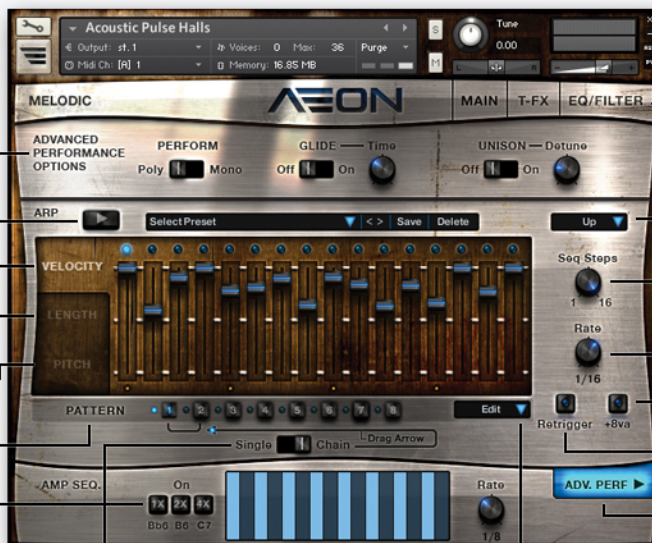 Acoustic Pulse Halls
Output: st.1 Voices: 0 Max: 36 Purge
Midi Ch: [A] 1 Memory: 16.85 MB
S
M
Tune
0.00
L R
MELODIC
AEON
MAIN T-FX EQ/FILTER
ADVANCED
PERFORMANCE
OPTIONS
PERFORM
Poly Mono
GLIDE Time
Off On
UNISON Detune
Off On
ARP
Select Preset < > Save Delete
Up
VELOCITY
LENGTH
PITCH
Seq Steps
1 16
Rate
1/16
PATTERN 1 2 3 4 5 6 7 8
Edit
Retrigger +8va
Single Chain Drag Arrow
AMP SEQ.
On
1X 2X 4X
Bb6 B6 C7
Rate
1/8
ADV. PERF